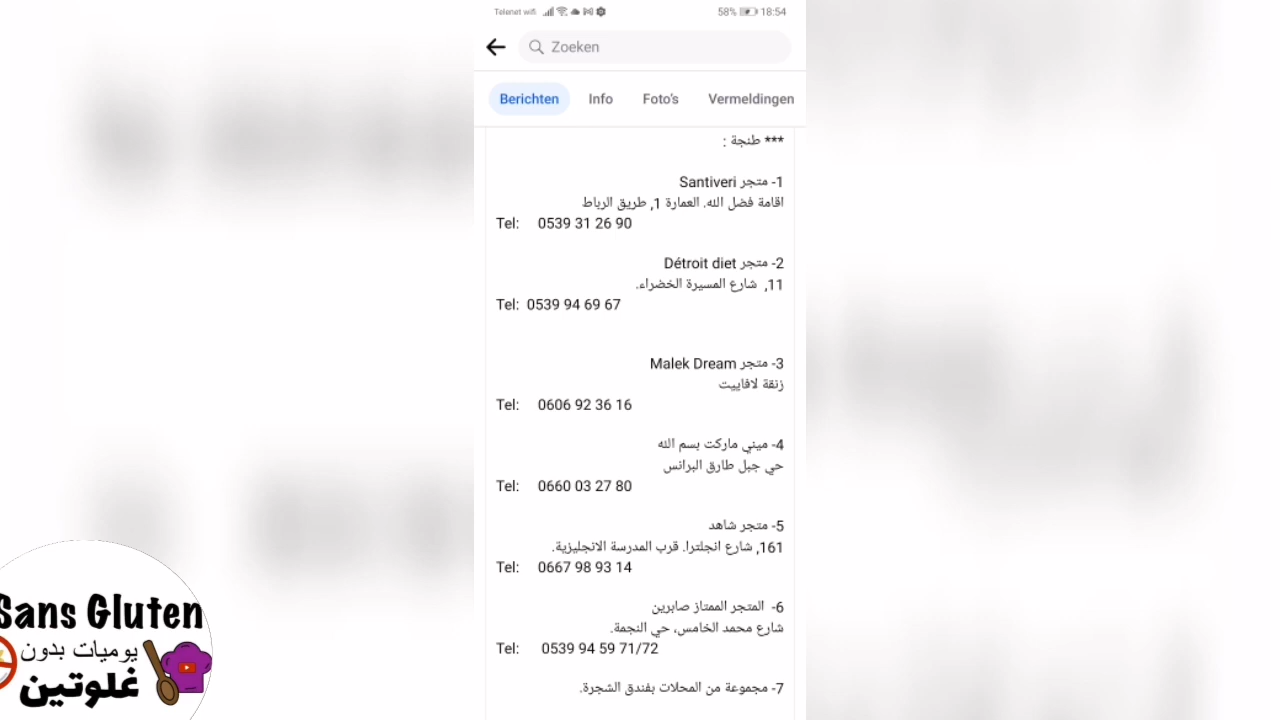 Telenet wifi 58% 18:54
Zoeken
Berichten Info Foto's Vermeldingen
*** طنجة :
1- متجر Santiveri
اقامة فضل الله. العمارة 1, طريق الرباط
Tel: 0539 31 26 90
2- متجر Détroit diet
11, شارع المسيرة الخضراء.
Tel: 0539 94 69 67
3- متجر Malek Dream
زنقة لافاييت
Tel: 0606 92 36 16
4- ميني ماركت بسم الله
حي جبل طارق البرانس
Tel: 0660 03 27 80
5- متجر شاهد
161, شارع انجلترا. قرب المدرسة الانجليزية.
Tel: 0667 98 93 14
6- المتجر الممتاز صابرين
شارع محمد الخامس، حي النجمة.
Tel: 0539 94 59 71/72
7- مجموعة من المحلات بفندق الشجرة.
Sans Gluten
يوميات بدون
غلوتين